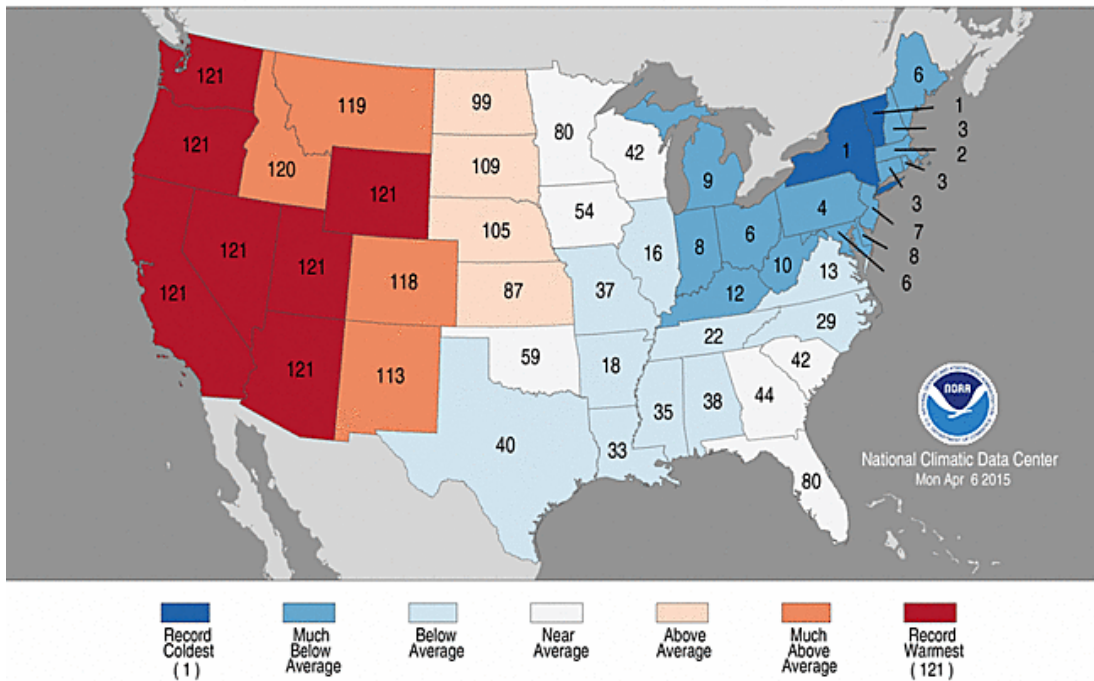 121
119
99
80
6
1
121
120
121
109
42
9
1
3
2
3
3
105
54
4
7
8
6
121
121
121
118
87
37
16
8
6
10
12
13
121
113
59
18
22
29
42
44
38
35
40
33
80
NOAA
National Climatic Data Center
Mon Apr 6 2015
Record
Coldest
(1)
Much
Below
Average
Below
Average
Near
Average
Above
Average
Much
Above
Average
Record
Warmest
(121)